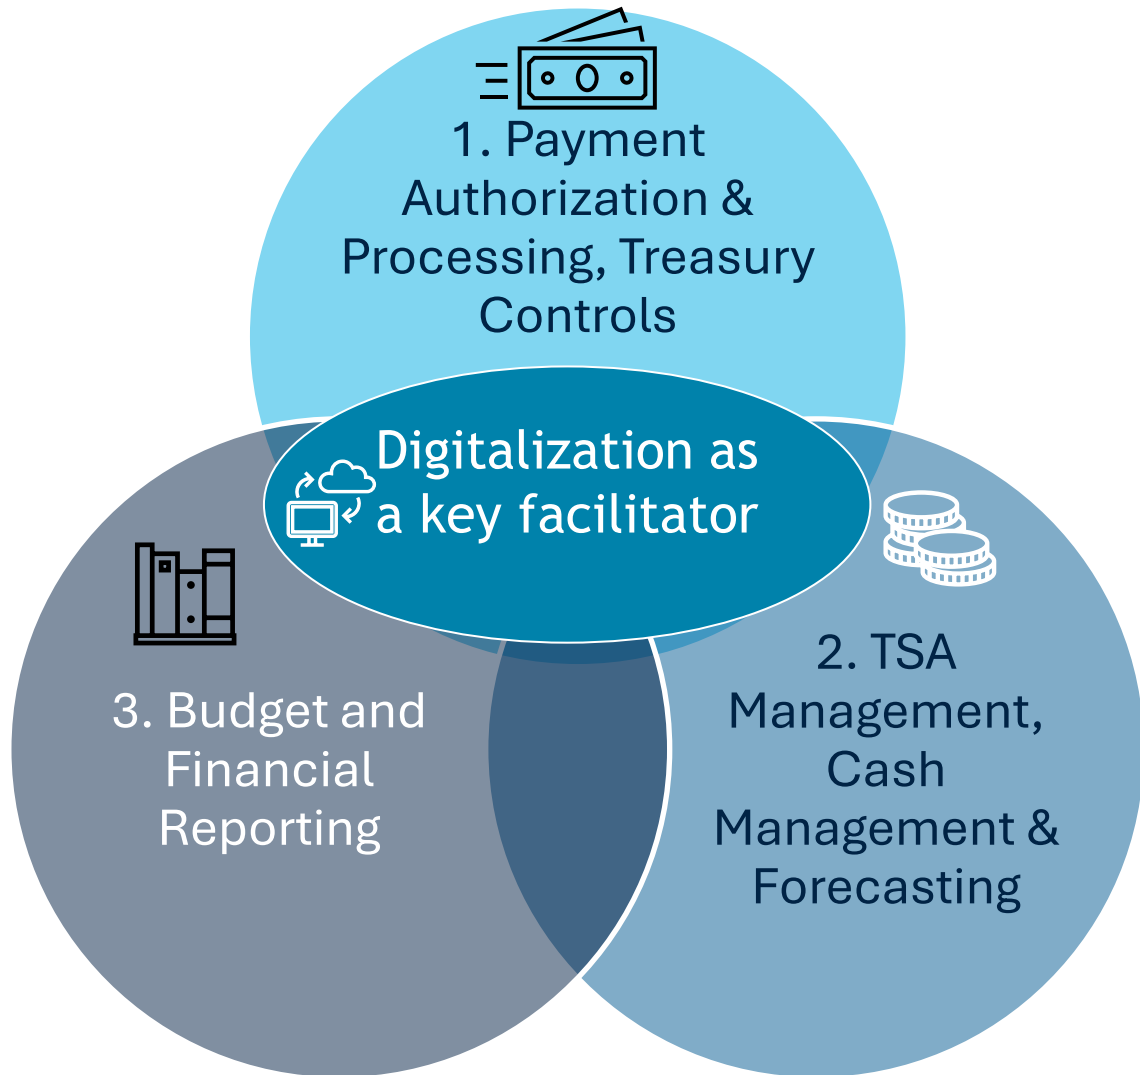 1. Payment
Authorization &
Processing, Treasury
Controls
Digitalization as
a key facilitator
2. TSA
Management,
Cash
Management &
Forecasting
3. Budget and
Financial
Reporting